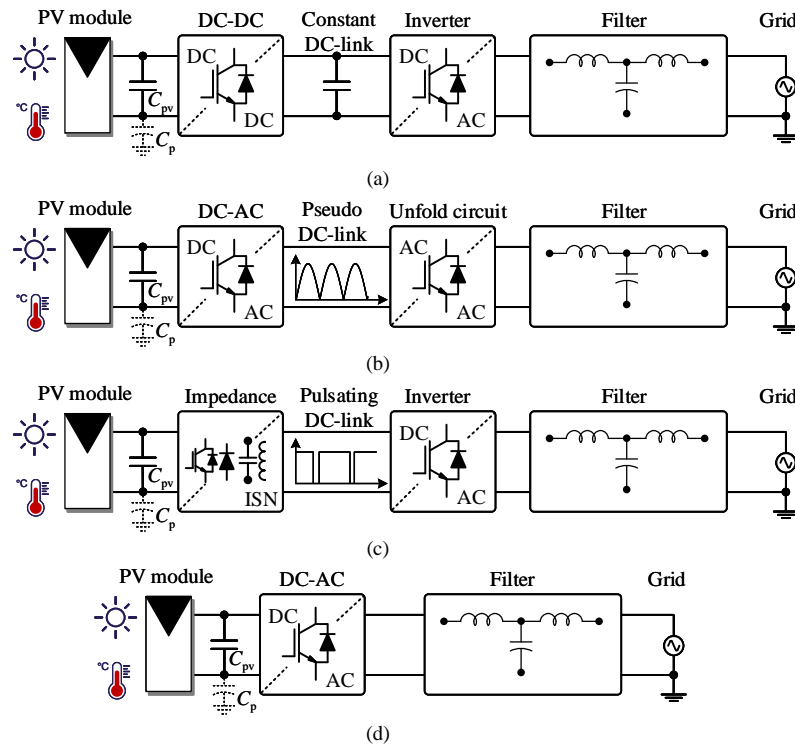 PV module DC-DC Constant DC-link Inverter Filter Grid
DC DC DC AC
°C
Cpv
Cp
(a)
PV module DC-AC Pseudo DC-link Unfold circuit Filter Grid
DC AC AC AC
°C
Cpv
Cp
(b)
PV module Impedance Pulsating DC-link Inverter Filter Grid
ISN DC AC
°C
Cpv
Cp
(c)
PV module DC-AC Filter Grid
DC AC
°C
Cpv
Cp
(d)